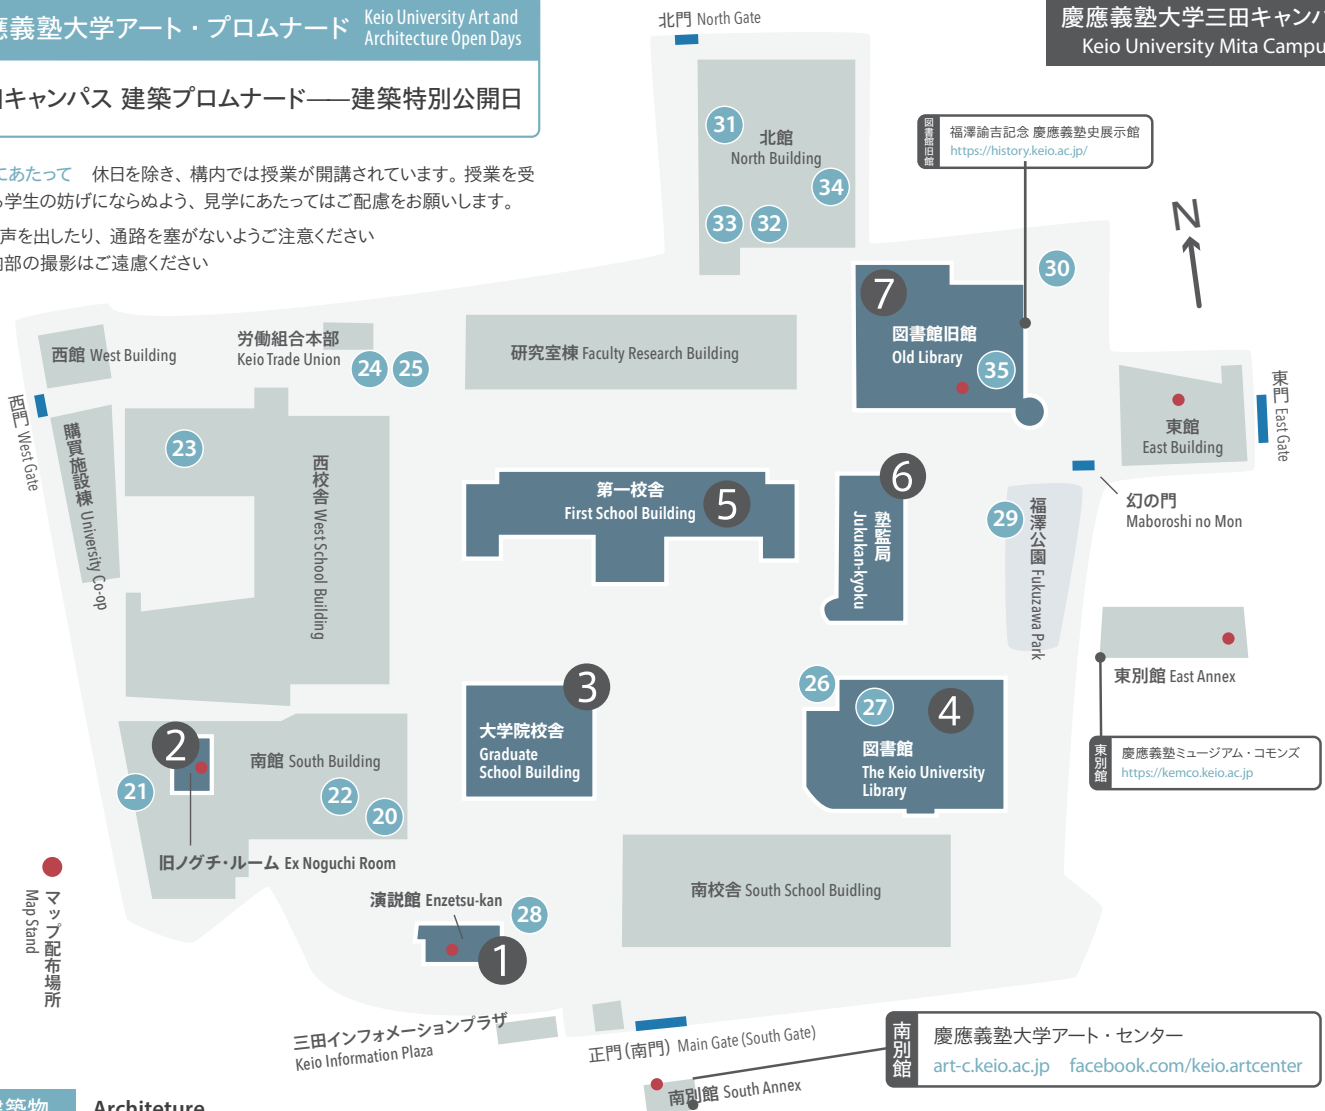 應義塾大学アート・プロムナード
Keio University Art and
Architecture Open Days
キャンパス 建築プロムナード——建築特別公開日
にあたって 休日を除き、構内では授業が開講されています。授業を受
る学生の妨げにならぬよう、見学にあたってはご配慮をお願いします。
声を出したり、通路を塞がないようご注意ください
内部の撮影はご遠慮ください
北門 North Gate
慶應義塾大学三田キャンパ
Keio University Mita Campu
31
北館
North Building
34
33
32
図書館旧館
福澤諭吉記念 慶應義塾史展示館
https://history.keio.ac.jp/
N
30
7
図書館旧館
Old Library
35
西館 West Building
労働組合本部
Keio Trade Union
24
25
研究室棟 Faculty Research Building
東門 East Gate
東館
East Building
西門 West Gate
購買施設棟 University Co-op
23
西校舎 West School Building
第一校舎
First School Building
5
6
塾監局
Jukukan-kyoku
29
福澤公園 Fukuzawa Park
幻の門
Maboroshi no Mon
東別館 East Annex
東別館
慶應義塾ミュージアム・コモンズ
https://kemco.keio.ac.jp
3
大学院校舎
Graduate
School Building
26
27
4
図書館
The Keio University
Library
2
南館 South Building
21
22
20
旧ノグチ・ルーム Ex Noguchi Room
演説館 Enzetsu-kan
28
1
南校舎 South School Buidling
マップ配布場所
Map Stand
三田インフォメーションプラザ
Keio Information Plaza
正門（南門） Main Gate (South Gate)
南別館 South Annex
南別館
慶應義塾大学アート・センター
art-c.keio.ac.jp facebook.com/keio.artcenter
建築物
Architeture